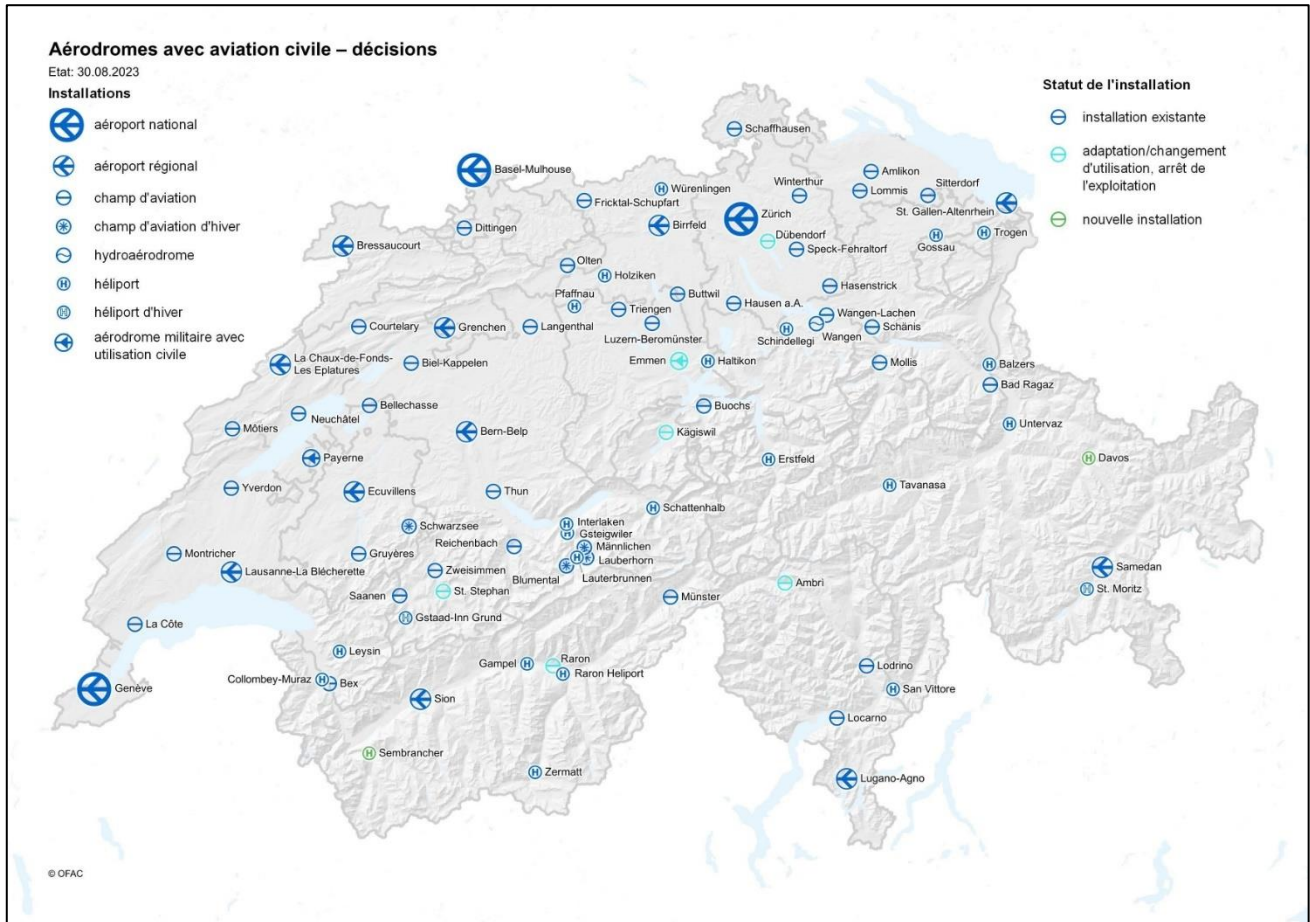 Aérodromes avec aviation civile – décisions
Etat: 30.08.2023
Installations
aéroport national
aéroport régional
champ d'aviation
champ d'aviation d'hiver
hydroaérodrome
héliport
héliport d'hiver
aérodrome militaire avec
utilisation civile
Statut de l'installation
installation existante
adaptation/changement
d'utilisation, arrêt de
l'exploitation
nouvelle installation
Schaffhausen
Basel-Mulhouse
Amlikon
Würenlingen
Winterthur
Lommis
Sitterdorf
Fricktal-Schupfart
St. Gallen-Altenrhein
Zürich
Birrfeld
Dittingen
Dübendorf
Trogen
Gossau
Bressaucourt
Speck-Fehraltorf
Olten
Holziken
Hasenstrick
Pfaffnau
Buttwil
Triengen
Hausen a.A.
Wangen-Lachen
Courtelary
Grenchen
Langenthal
Luzern-Beromünster
Schindellegi
Wangen
Schänis
La Chaux-de-Fonds-
Les Eplatures
Biel-Kappelen
Emmen
Haltikon
Mollis
Balzers
Bad Ragaz
Bellechasse
Neuchâtel
Buochs
Môtiers
Bern-Belp
Kägiswil
Untervaz
Payerne
Erstfeld
Davos
Yverdon
Ecuvillens
Thun
Tavanasa
Schattenhalb
Schwarzsee
Interlaken
Gsteigwiler
Reichenbach
Männlichen
Montricher
Gruyères
Lauberhorn
Lausanne-La Blécherette
Zweisimmen
Blumental
Lauterbrunnen
Samedan
Saanen
St. Stephan
Münster
Ambri
St. Moritz
Gstaad-Inn Grund
La Côte
Leysin
Gampel
Raron
Raron Heliport
Lodrino
Collombey-Muraz
Bex
Genève
Sion
San Vittore
Locarno
Sembrancher
Zermatt
Lugano-Agno
© OFAC